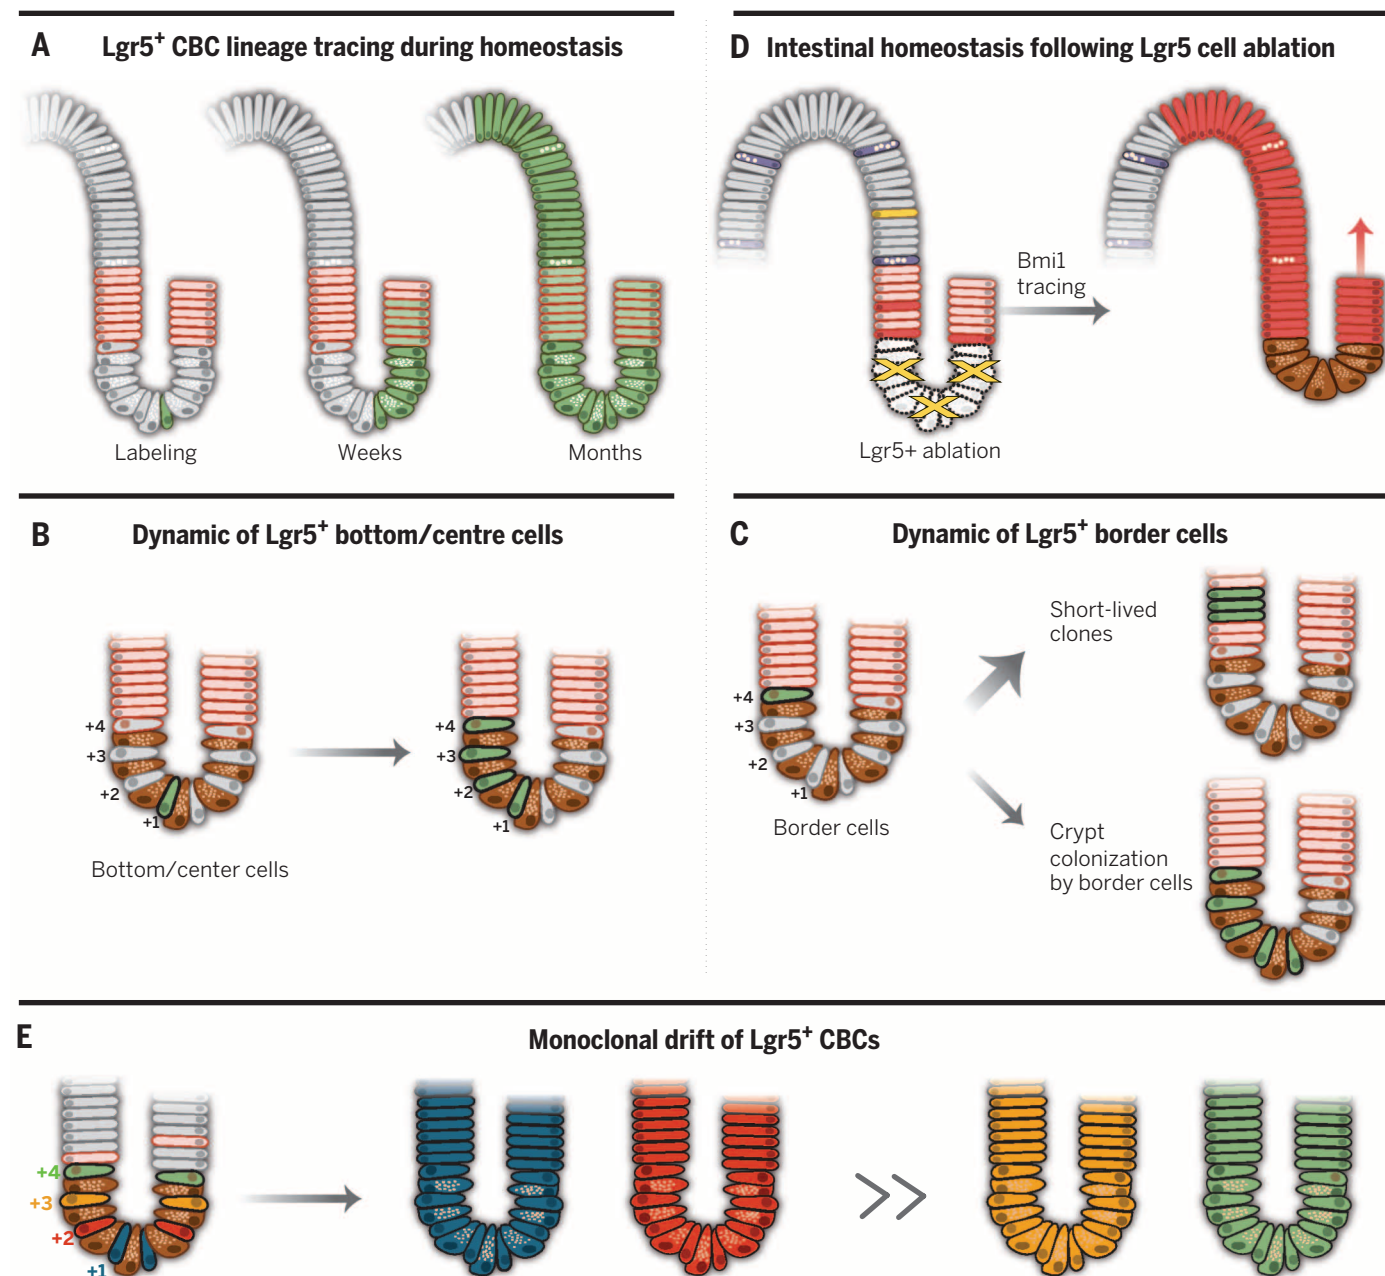 A
Lgr5+ CBC lineage tracing during homeostasis
Labeling
Weeks
Months
D
Intestinal homeostasis following Lgr5 cell ablation
Bmi1
tracing
Lgr5+ ablation
B
Dynamic of Lgr5+ bottom/centre cells
+4
+3
+2
+1
+4
+3
+2
+1
Bottom/center cells
C
Dynamic of Lgr5+ border cells
+4
+3
+2
+1
Border cells
Short-lived
clones
Crypt
colonization
by border cells
E
Monoclonal drift of Lgr5+ CBCs
+4
+3
+2
+1